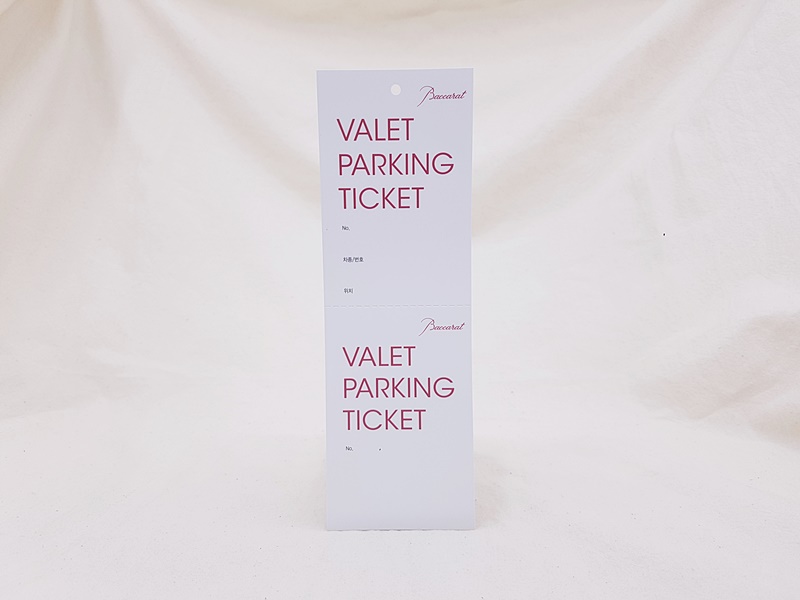 Baccarat
VALET
PARKING
TICKET
No.
차종/번호
위치
Baccarat
VALET
PARKING
TICKET
No.